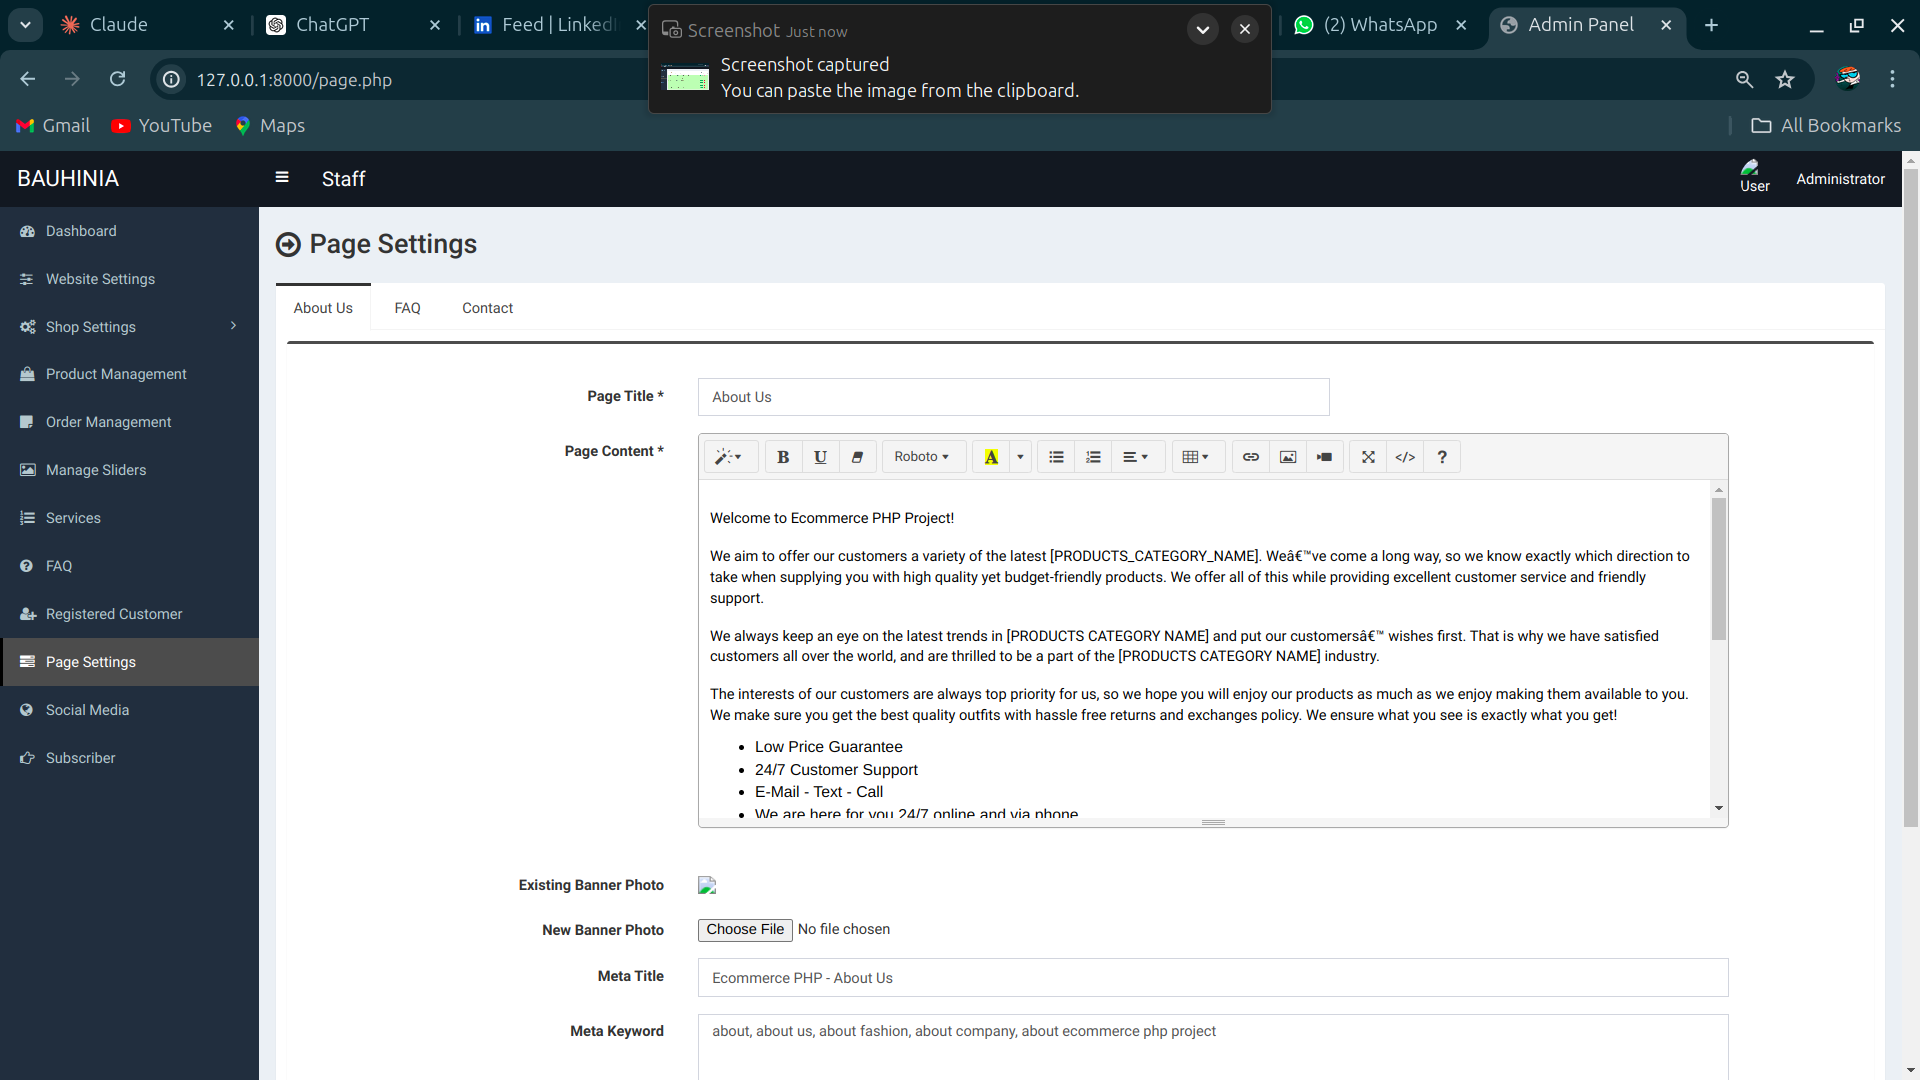 Claude
ChatGPT
Feed | LinkedIn
(2) WhatsApp
Admin Panel
Screenshot Just now
Screenshot captured
You can paste the image from the clipboard.
127.0.0.1:8000/page.php
Gmail
YouTube
Maps
All Bookmarks
BAUHINIA
Staff
User
Administrator
Dashboard
Website Settings
Shop Settings
Product Management
Order Management
Manage Sliders
Services
FAQ
Registered Customer
Page Settings
Social Media
Subscriber
Page Settings
About Us
FAQ
Contact
Page Title *
About Us
Page Content *
B U Roboto A </> ?
Welcome to Ecommerce PHP Project!
We aim to offer our customers a variety of the latest [PRODUCTS_CATEGORY_NAME]. Weâ€™ve come a long way, so we know exactly which direction to
take when supplying you with high quality yet budget-friendly products. We offer all of this while providing excellent customer service and friendly
support.
We always keep an eye on the latest trends in [PRODUCTS CATEGORY NAME] and put our customersâ€™ wishes first. That is why we have satisfied
customers all over the world, and are thrilled to be a part of the [PRODUCTS CATEGORY NAME] industry.
The interests of our customers are always top priority for us, so we hope you will enjoy our products as much as we enjoy making them available to you.
We make sure you get the best quality outfits with hassle free returns and exchanges policy. We ensure what you see is exactly what you get!
Low Price Guarantee
24/7 Customer Support
E-Mail - Text - Call
We are here for you 24/7 online and via phone
Existing Banner Photo
New Banner Photo
Choose File No file chosen
Meta Title
Ecommerce PHP - About Us
Meta Keyword
about, about us, about fashion, about company, about ecommerce php project